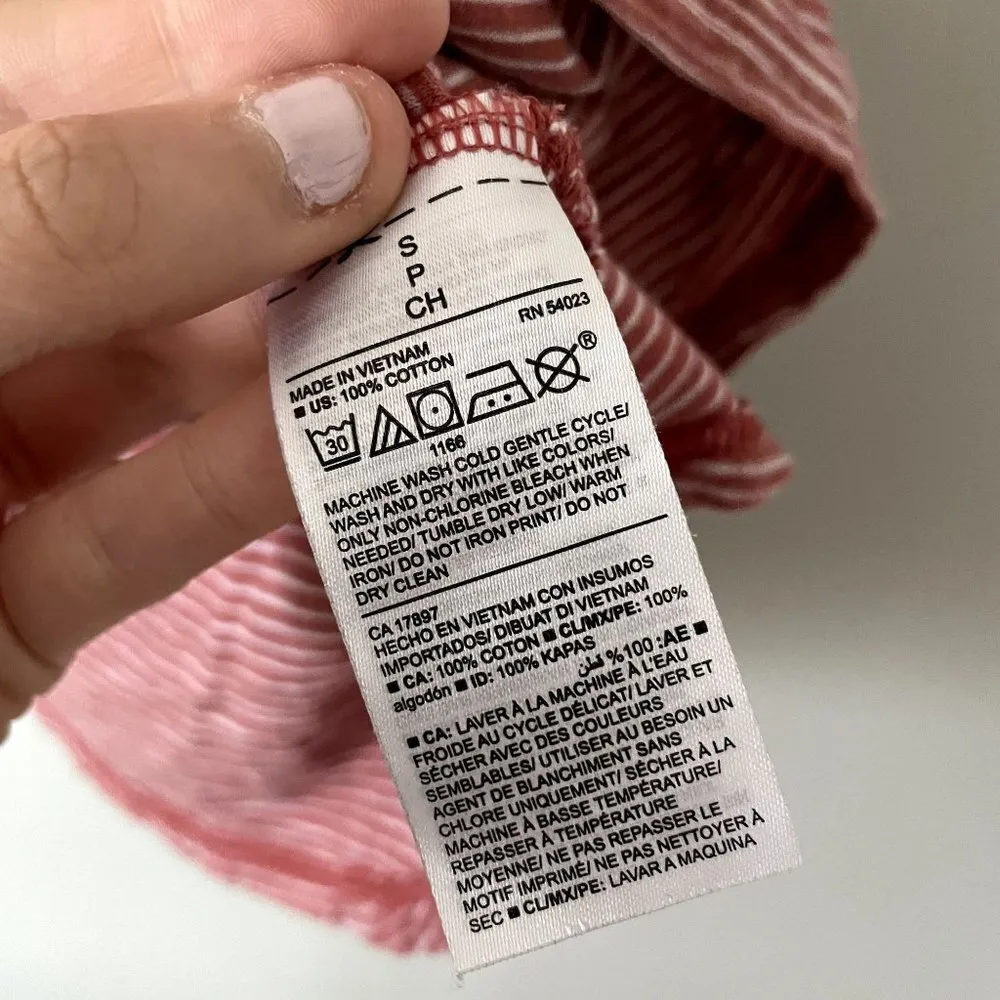 S
P
CH
RN 54023
MADE IN VIETNAM
■ US: 100% COTTON
30
®
1166
MACHINE WASH COLD GENTLE CYCLE/
WASH AND DRY WITH LIKE COLORS/
ONLY NON-CHLORINE BLEACH WHEN
NEEDED/ TUMBLE DRY LOW/ WARM
IRON/ DO NOT IRON PRINT/ DO NOT
DRY CLEAN
CA 17897
HECHO EN VIETNAM CON INSUMOS
IMPORTADOS/ DIBUAT DI VIETNAM
■ CA: 100% COTON ■ CL/MX/PE: 100%
algodón ■ ID: 100% KAPAS
■ AE: 100% قطن
■ CA: LAVER À LA MACHINE À L'EAU
FROIDE AU CYCLE DÉLICAT/ LAVER ET
SÉCHER AVEC DES COULEURS
SEMBLABLES/ UTILISER AU BESOIN UN
AGENT DE BLANCHIMENT SANS
CHLORE UNIQUEMENT/ SÉCHER À LA
MACHINE À BASSE TEMPÉRATURE/
REPASSER À TEMPÉRATURE
MOYENNE/ NE PAS REPASSER LE
MOTIF IMPRIMÉ/ NE PAS NETTOYER À
SEC ■ CL/MX/PE: LAVAR A MAQUINA